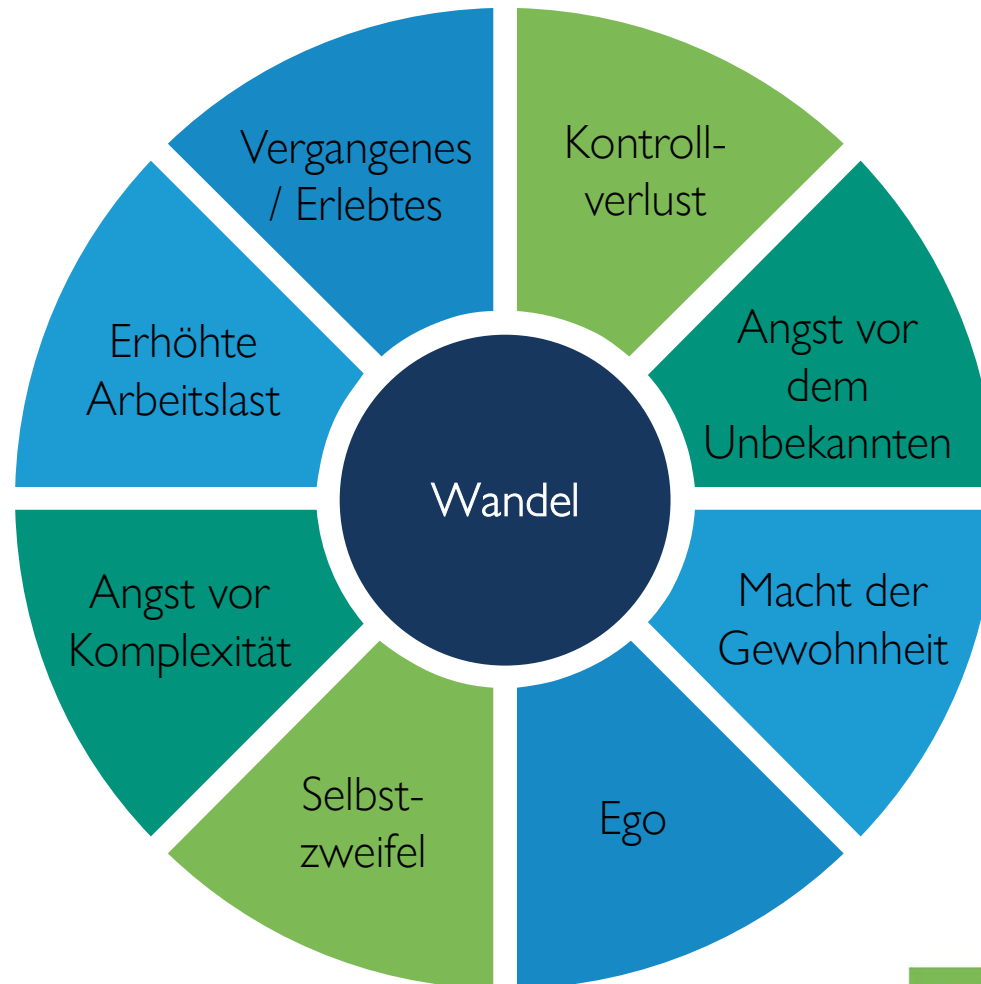 Kontroll-
verlust
Angst vor
dem
Unbekannten
Macht der
Gewohnheit
Ego
Selbst-
zweifel
Angst vor
Komplexität
Erhöhte
Arbeitslast
Vergangenes
/ Erlebtes
Wandel